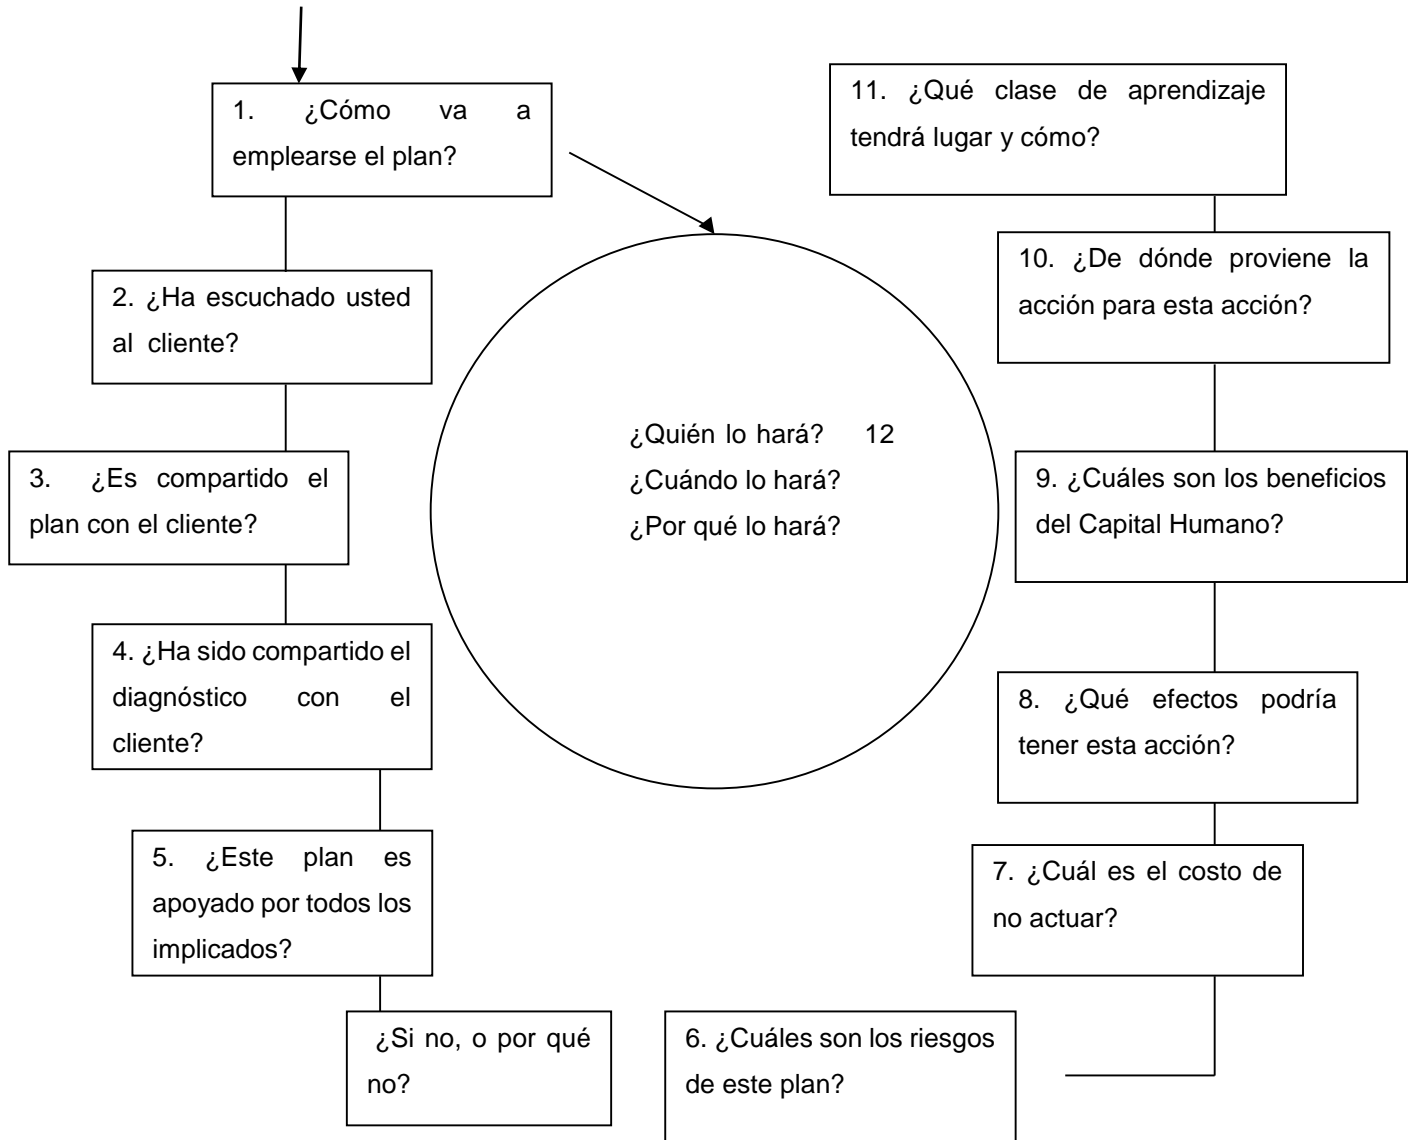 1. ¿Cómo va a
emplearse el plan?
2. ¿Ha escuchado usted
al cliente?
3. ¿Es compartido el
plan con el cliente?
4. ¿Ha sido compartido el
diagnóstico con el
cliente?
5. ¿Este plan es
apoyado por todos los
implicados?
¿Si no, o por qué
no?
6. ¿Cuáles son los riesgos
de este plan?
7. ¿Cuál es el costo de
no actuar?
8. ¿Qué efectos podría
tener esta acción?
9. ¿Cuáles son los beneficios
del Capital Humano?
10. ¿De dónde proviene la
acción para esta acción?
11. ¿Qué clase de aprendizaje
tendrá lugar y cómo?
¿Quién lo hará? 12
¿Cuándo lo hará?
¿Por qué lo hará?